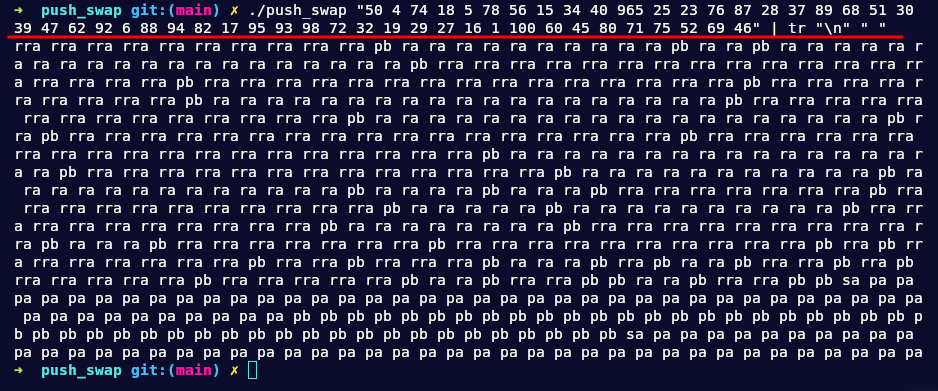 ➜  push_swap git:(main) ✗ ./push_swap "50 4 74 18 5 78 56 15 34 40 965 25 23 76 87 28 37 89 68 51 30
39 47 62 92 6 88 94 82 17 95 93 98 72 32 19 29 27 16 1 100 60 45 80 71 75 52 69 46" | tr "\n" " "
rra rra rra rra rra rra rra rra rra rra pb ra ra ra ra ra ra ra ra ra ra pb ra ra pb ra ra ra ra ra r
a ra ra ra ra ra ra ra ra ra ra ra ra ra ra pb rra rra rra rra rra rra rra rra rra rra rra rra rra rr
a rra rra rra rra pb rra rra rra rra rra rra rra rra rra rra rra rra rra rra rra pb rra rra rra rra r
ra rra rra rra rra pb ra ra ra ra ra ra ra ra ra ra ra ra ra ra ra ra ra ra ra pb rra rra rra rra rra
 rra rra rra rra rra rra rra rra rra pb ra ra ra ra ra ra ra ra ra ra ra ra ra ra ra ra ra ra ra pb r
ra pb rra rra rra rra rra rra rra rra rra rra rra rra rra rra rra rra rra pb rra rra rra rra rra rra
rra rra rra rra rra rra rra rra rra rra rra rra rra pb ra ra ra ra ra ra ra ra ra ra ra ra ra ra ra r
a ra pb rra rra rra rra rra rra rra rra rra rra rra rra rra pb ra ra ra ra ra ra ra ra ra ra ra pb ra
 ra ra ra ra ra ra ra ra ra ra ra ra pb ra ra ra ra pb ra ra ra pb rra rra rra rra rra rra rra pb rra
 rra rra rra rra rra rra rra pb ra ra ra ra ra ra ra ra ra ra ra ra ra ra ra ra ra ra ra ra pb rra rr
a rra rra rra rra rra rra rra rra pb ra ra ra ra ra ra ra ra pb rra rra rra rra rra rra rra rra rra r
ra pb ra ra ra pb rra rra rra rra rra rra rra pb rra rra rra rra rra rra rra rra rra rra pb rra pb rr
a rra rra rra rra rra rra pb rra rra pb rra rra rra pb ra ra ra pb rra pb ra ra pb rra rra pb rra pb
rra rra rra rra rra pb rra rra rra rra rra pb ra ra pb rra rra pb ra ra pb rra rra pb pb sa pa pa
pa pa pa pa pa pa pa pa pa pa pa pa pa pa pa pa pa pa pa pa pa pa pa pa pa pa pa pa pa pa pa pa pa pa
 pa pa pa pa pa pa pa pa pa pa pb pb pb pb pb pb pb pb pb pb pb pb pb pb pb pb pb pb pb pb pb pb pb p
b pb pb pb pb pb pb pb pb pb pb pb pb pb pb pb pb pb pb pb pb pb pb sa pa pa pa pa pa pa pa pa pa pa
pa pa pa pa pa pa pa pa pa pa pa pa pa pa pa pa pa pa pa pa pa pa pa pa pa pa pa pa pa pa pa pa pa pa
➜  push_swap git:(main) ✗